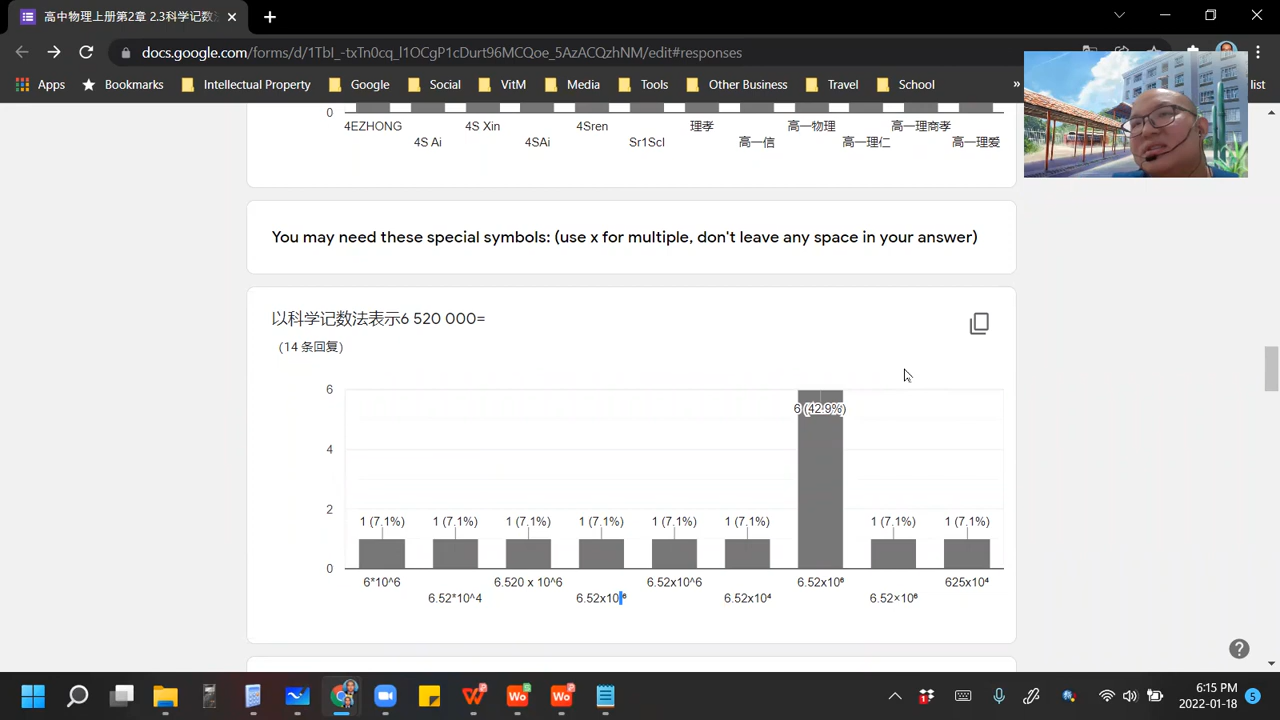 高中物理上册第2章 2.3科学记数法
docs.google.com/forms/d/1TbI_-txTn0cg_l1OCgP1cDurt96MCQoe_5AzACQzhNM/edit#responses
Apps Bookmarks Intellectual Property Google Social VitM Media Tools Other Business Travel School » list
0
4EZHONG 4S Xin 4Sren 理孝 高一物理 高一理商孝
4S Ai 4SAi Sr1ScI 高一信 高一理仁 高一理爱
You may need these special symbols: (use x for multiple, don't leave any space in your answer)
以科学记数法表示6 520 000=
(14 条回复)
6
6 (42.9%)
4
2
1 (7.1%) 1 (7.1%) 1 (7.1%) 1 (7.1%) 1 (7.1%) 1 (7.1%) 1 (7.1%) 1 (7.1%)
0
6*10^6 6.520 x 10^6 6.52x10^6 6.52x10⁶ 625x10⁴
6.52*10^4 6.52x10 ⁶ 6.52x10⁴ 6.52×10⁶
6:15 PM
2022-01-18
5